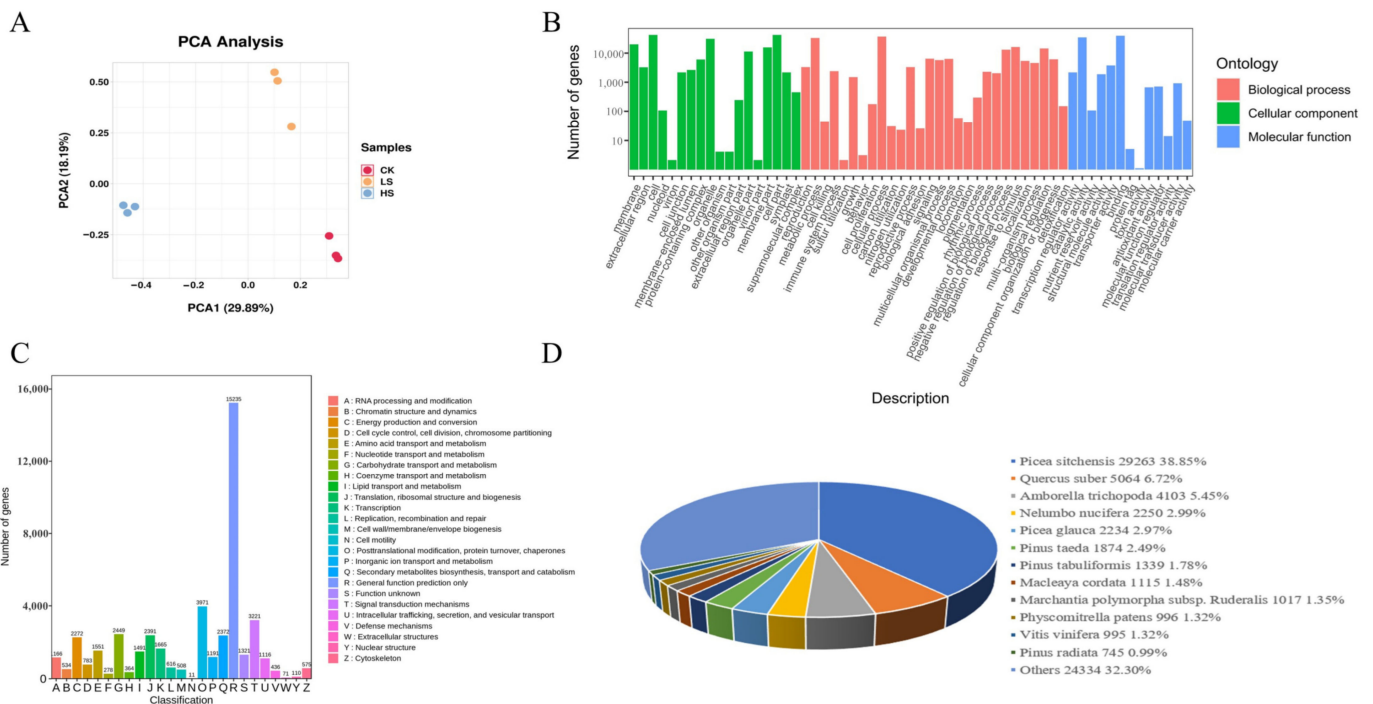 A
PCA Analysis
0.50
0.25
0.00
−0.25
−0.4
−0.2
0.0
0.2
PCA2 (18.19%)
PCA1 (29.89%)
Samples
CK
LS
HS
B
Number of genes
10,000
1,000
100
10
membrane
extracellular region
cell
nucleoid
virion
cell junction
membrane−enclosed lumen
protein−containing complex
organelle
other organism
other organism part
extracellular region part
organelle part
virion part
membrane part
cell part
symplast
supramolecular complex
reproduction
metabolic process
cell killing
immune system process
sulfur utilization
growth
behavior
cell proliferation
cellular process
carbon utilization
nitrogen utilization
reproductive process
biological adhesion
signaling
multicellular organismal process
developmental process
locomotion
pigmentation
rhythmic process
positive regulation of biological process
negative regulation of biological process
regulation of biological process
response to stimulus
localization
multi−organism process
biological regulation
cellular component organization or biogenesis
detoxification
transcription regulator activity
catalytic activity
nutrient reservoir activity
structural molecule activity
transporter activity
binding
protein tag
toxin activity
antioxidant activity
molecular function regulator
translation regulator activity
molecular transducer activity
molecular carrier activity
Description
Ontology
Biological process
Cellular component
Molecular function
C
Number of genes
16,000
12,000
8,000
4,000
0
166
534
2272
783
1551
278
2449
364
1491
2391
1665
616
508
11
3971
1191
2372
15235
1321
3221
1116
436
71
110
575
A B C D E F G H I J K L M N O P Q R S T U V W Y Z
Classification
A : RNA processing and modification
B : Chromatin structure and dynamics
C : Energy production and conversion
D : Cell cycle control, cell division, chromosome partitioning
E : Amino acid transport and metabolism
F : Nucleotide transport and metabolism
G : Carbohydrate transport and metabolism
H : Coenzyme transport and metabolism
I : Lipid transport and metabolism
J : Translation, ribosomal structure and biogenesis
K : Transcription
L : Replication, recombination and repair
M : Cell wall/membrane/envelope biogenesis
N : Cell motility
O : Posttranslational modification, protein turnover, chaperones
P : Inorganic ion transport and metabolism
Q : Secondary metabolites biosynthesis, transport and catabolism
R : General function prediction only
S : Function unknown
T : Signal transduction mechanisms
U : Intracellular trafficking, secretion, and vesicular transport
V : Defense mechanisms
W : Extracellular structures
Y : Nuclear structure
Z : Cytoskeleton
D
Picea sitchensis 29263 38.85%
Quercus suber 5064 6.72%
Amborella trichopoda 4103 5.45%
Nelumbo nucifera 2250 2.99%
Picea glauca 2234 2.97%
Pinus taeda 1874 2.49%
Pinus tabuliformis 1339 1.78%
Macleaya cordata 1115 1.48%
Marchantia polymorpha subsp. Ruderalis 1017 1.35%
Physcomitrella patens 996 1.32%
Vitis vinifera 995 1.32%
Pinus radiata 745 0.99%
Others 24334 32.30%